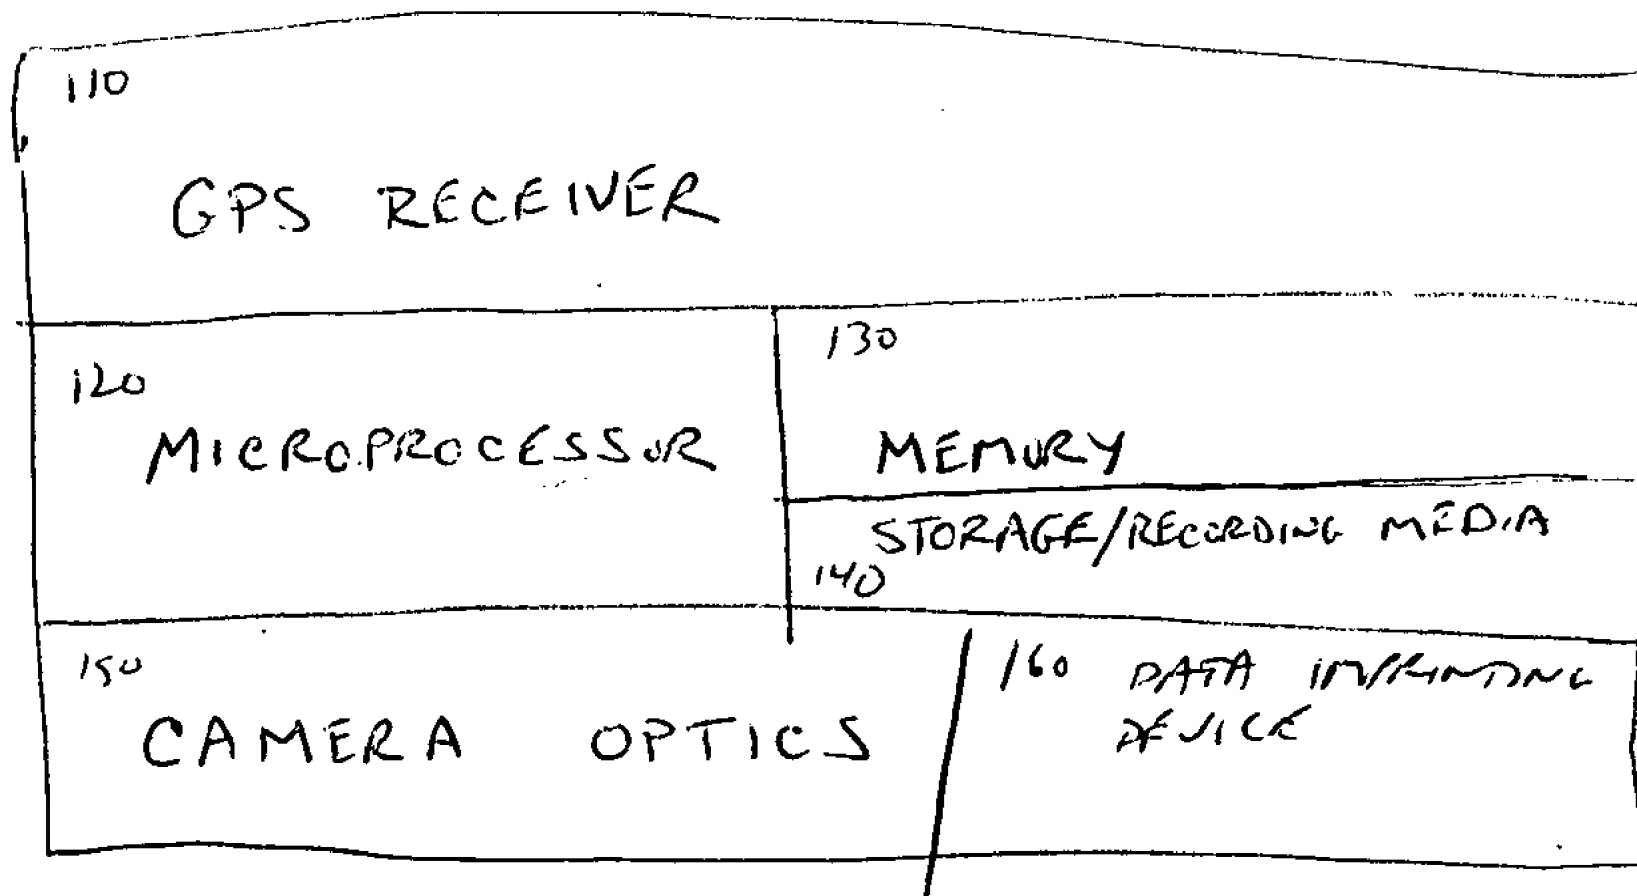 110
GPS RECEIVER
120
MICROPROCESSOR
130
MEMORY
STORAGE/RECORDING MEDIA
140
150
CAMERA OPTICS
160 DATA IMPRINTING
DEVICE